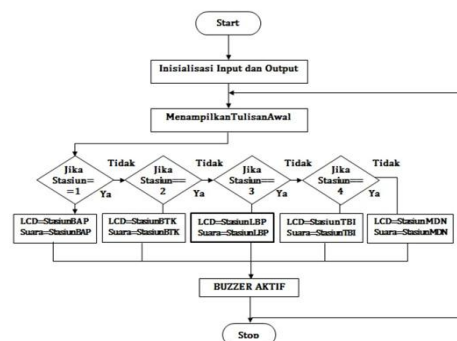 Start
Inisialisasi Input dan Output
MenampilkanTulisanAwal
Jika
Stasiun=
=1
Tidak
Ya
Jika
Stasiun==
2
Tidak
Ya
Jika
Stasiun==
3
Tidak
Ya
Jika
Stasiun==
4
Tidak
Ya
LCD=StasiunBAP
Suara=StasiunBAP
LCD=StasiunBTK
Suara=StasiunBTK
LCD=StasiunLBP
Suara=StasiunLBP
LCD=StasiunTBI
Suara=StasiunTBI
LCD=StasiunMDN
Suara=StasiunMDN
BUZZER AKTIF
Stop